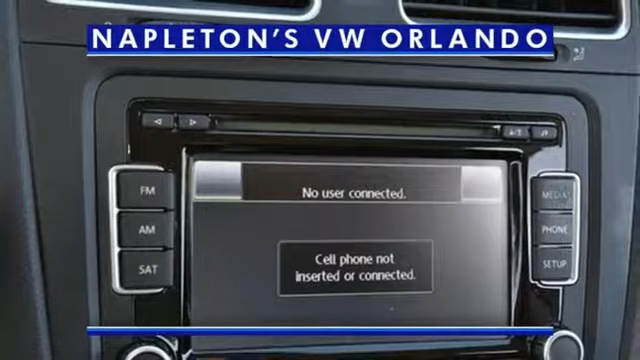 NAPLETON'S VW ORLANDO
No user connected.
FM
MEDIA
Cell phone not
inserted or connected.
AM
PHONE
SAT
SETUP